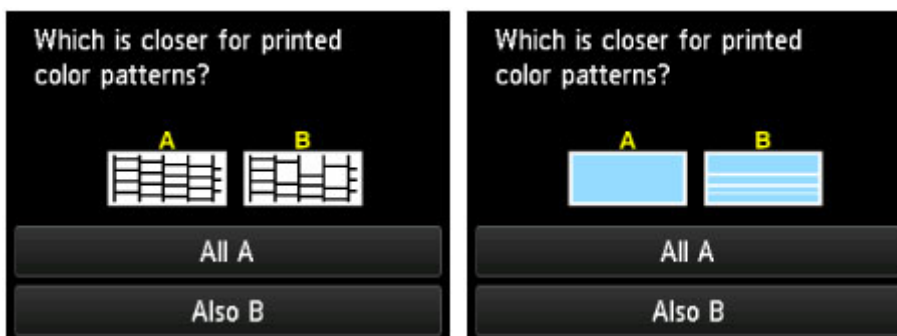 Which is closer for printed
color patterns?
A B
All A
Also B
Which is closer for printed
color patterns?
A B
All A
Also B